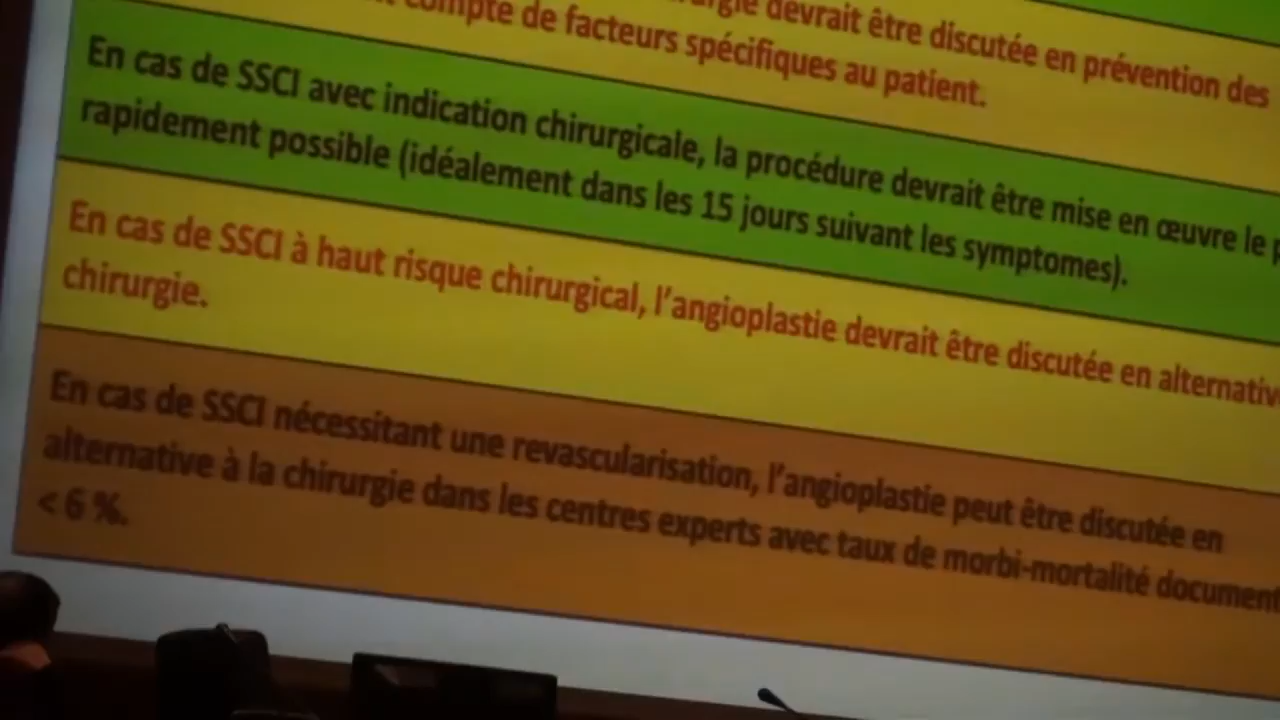 devrait être discutée en prévention des
compte de facteurs spécifiques au patient.
En cas de SSCI avec indication chirurgicale, la procédure devrait être mise en œuvre le
rapidement possible (idéalement dans les 15 jours suivant les symptomes).
En cas de SSCI à haut risque chirurgical, l'angioplastie devrait être discutée en alternativ
chirurgie.
En cas de SSCI nécessitant une revascularisation, l'angioplastie peut être discutée en
alternative à la chirurgie dans les centres experts avec taux de morbi-mortalité document
< 6 %.